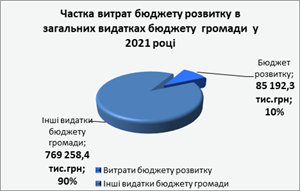 Частка витрат бюджету розвитку в
загальних видатках бюджету громади у
2021 році
Бюджет
розвитку;
85 192,3
тис.грн;
10%
Інші видатки
бюджету
громади;
769 258,4
тис.грн;
90%
Витрати бюджету розвитку
Інші видатки бюджету громади